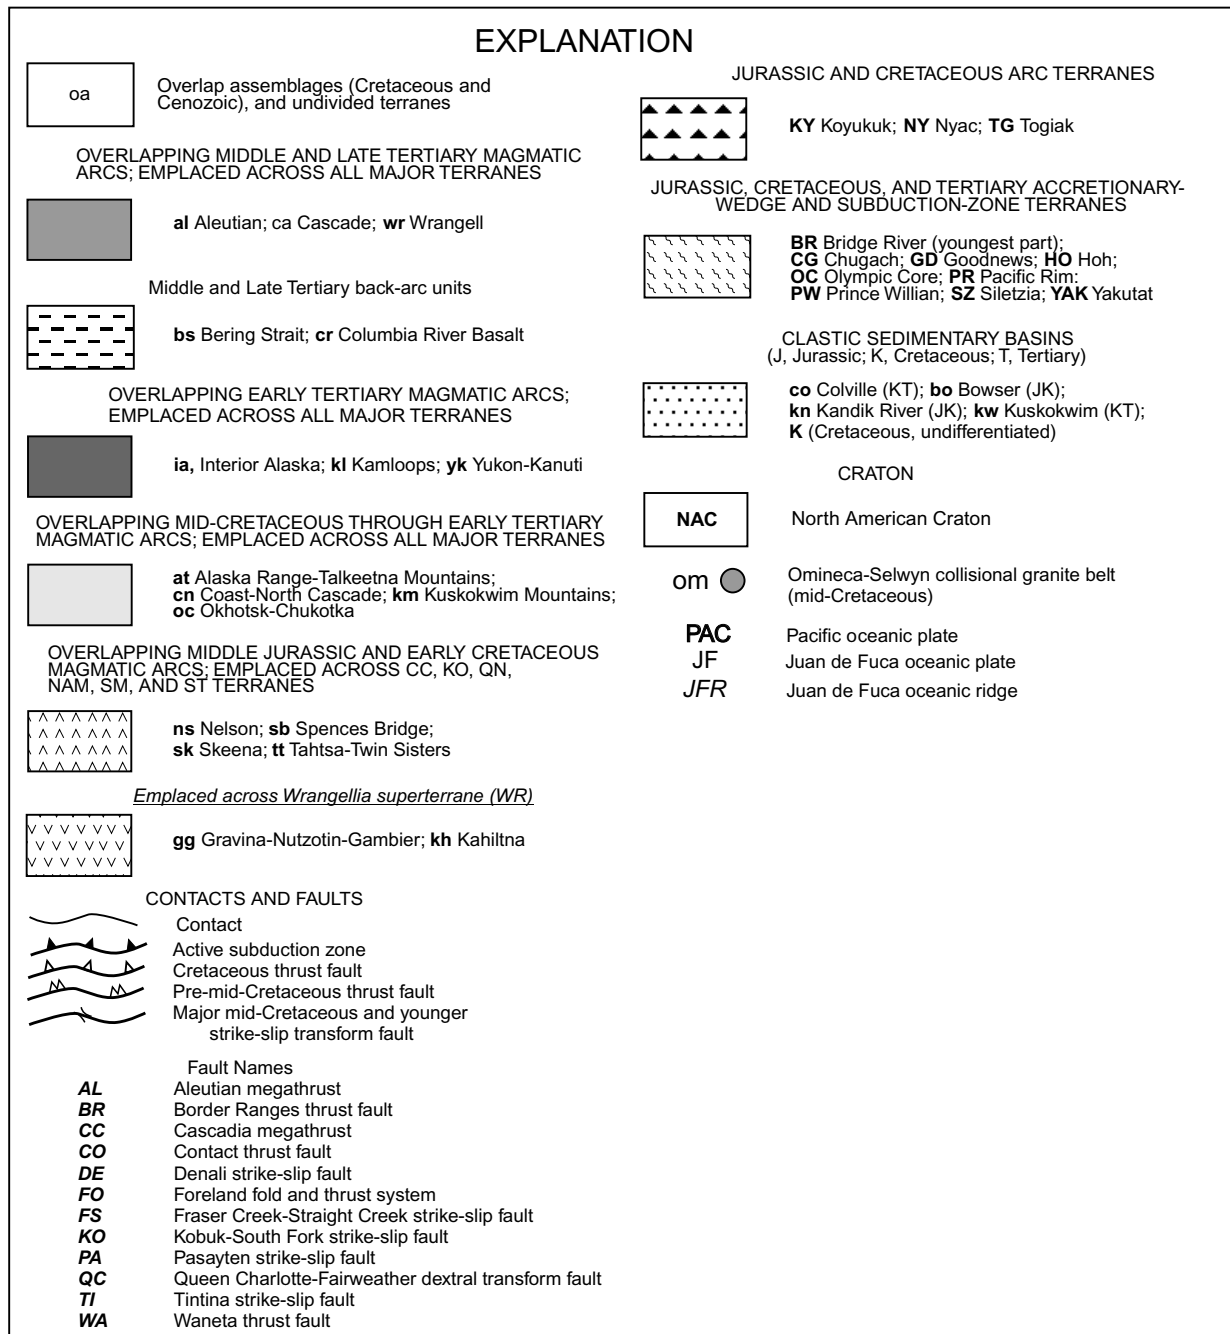 EXPLANATION
oa
Overlap assemblages (Cretaceous and
Cenozoic), and undivided terranes
OVERLAPPING MIDDLE AND LATE TERTIARY MAGMATIC
ARCS; EMPLACED ACROSS ALL MAJOR TERRANES
al Aleutian; ca Cascade; wr Wrangell
Middle and Late Tertiary back-arc units
bs Bering Strait; cr Columbia River Basalt
OVERLAPPING EARLY TERTIARY MAGMATIC ARCS;
EMPLACED ACROSS ALL MAJOR TERRANES
ia, Interior Alaska; kl Kamloops; yk Yukon-Kanuti
OVERLAPPING MID-CRETACEOUS THROUGH EARLY TERTIARY
MAGMATIC ARCS; EMPLACED ACROSS ALL MAJOR TERRANES
at Alaska Range-Talkeetna Mountains;
cn Coast-North Cascade; km Kuskokwim Mountains;
oc Okhotsk-Chukotka
OVERLAPPING MIDDLE JURASSIC AND EARLY CRETACEOUS
MAGMATIC ARCS; EMPLACED ACROSS CC, KO, QN,
NAM, SM, AND ST TERRANES
ns Nelson; sb Spences Bridge;
sk Skeena; tt Tahtsa-Twin Sisters
Emplaced across Wrangellia superterrane (WR)
gg Gravina-Nutzotin-Gambier; kh Kahiltna
CONTACTS AND FAULTS
Contact
Active subduction zone
Cretaceous thrust fault
Pre-mid-Cretaceous thrust fault
Major mid-Cretaceous and younger
strike-slip transform fault
Fault Names
AL Aleutian megathrust
BR Border Ranges thrust fault
CC Cascadia megathrust
CO Contact thrust fault
DE Denali strike-slip fault
FO Foreland fold and thrust system
FS Fraser Creek-Straight Creek strike-slip fault
KO Kobuk-South Fork strike-slip fault
PA Pasayten strike-slip fault
QC Queen Charlotte-Fairweather dextral transform fault
TI Tintina strike-slip fault
WA Waneta thrust fault
JURASSIC AND CRETACEOUS ARC TERRANES
KY Koyukuk; NY Nyac; TG Togiak
JURASSIC, CRETACEOUS, AND TERTIARY ACCRETIONARY-
WEDGE AND SUBDUCTION-ZONE TERRANES
BR Bridge River (youngest part);
CG Chugach; GD Goodnews; HO Hoh;
OC Olympic Core; PR Pacific Rim:
PW Prince Willian; SZ Siletzia; YAK Yakutat
CLASTIC SEDIMENTARY BASINS
(J, Jurassic; K, Cretaceous; T, Tertiary)
co Colville (KT); bo Bowser (JK);
kn Kandik River (JK); kw Kuskokwim (KT);
K (Cretaceous, undifferentiated)
CRATON
NAC North American Craton
om Omineca-Selwyn collisional granite belt
(mid-Cretaceous)
PAC Pacific oceanic plate
JF Juan de Fuca oceanic plate
JFR Juan de Fuca oceanic ridge